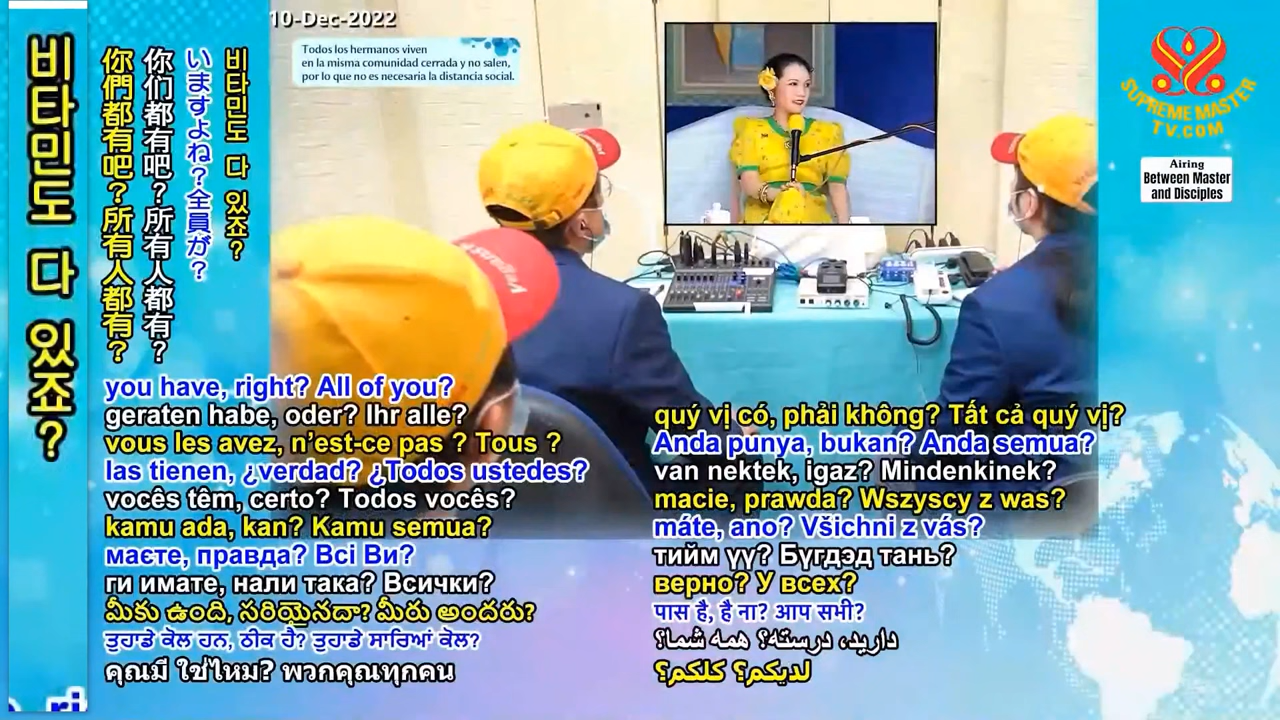 비타민도 다 있죠?
你們都有吧？所有人都有？
你们都有吧？所有人都有？
いますよね？全員が？
비타민도 다 있죠?
10-Dec-2022
Todos los hermanos viven
en la misma comunidad cerrada y no salen,
por lo que no es necesaria la distancia social.
SUPREME MASTER
TV.COM
Airing
Between Master
and Disciples
you have, right? All of you?
geraten habe, oder? Ihr alle?
vous les avez, n'est-ce pas ? Tous ?
las tienen, ¿verdad? ¿Todos ustedes?
vocês têm, certo? Todos vocês?
kamu ada, kan? Kamu semua?
маєте, правда? Всі Ви?
ги имате, нали така? Всички?
మీకు ఉంది, సరియైనదా? మీరు అందరు?
ਤੁਹਾਡੇ ਕੋਲ ਹਨ, ਠੀਕ ਹੈ? ਤੁਹਾਡੇ ਸਾਰਿਆਂ ਕੋਲ?
คุณมี ใช่ไหม? พวกคุณทุกคน
quý vị có, phải không? Tất cả quý vị?
Anda punya, bukan? Anda semua?
van nektek, igaz? Mindenkinek?
macie, prawda? Wszyscy z was?
máte, ano? Všichni z vás?
тийм үү? Бүгдэд тань?
верно? У всех?
पास है, है ना? आप सभी?
دارید، درسته؟ همه شما؟
لديكم؟ كلكم؟
ri